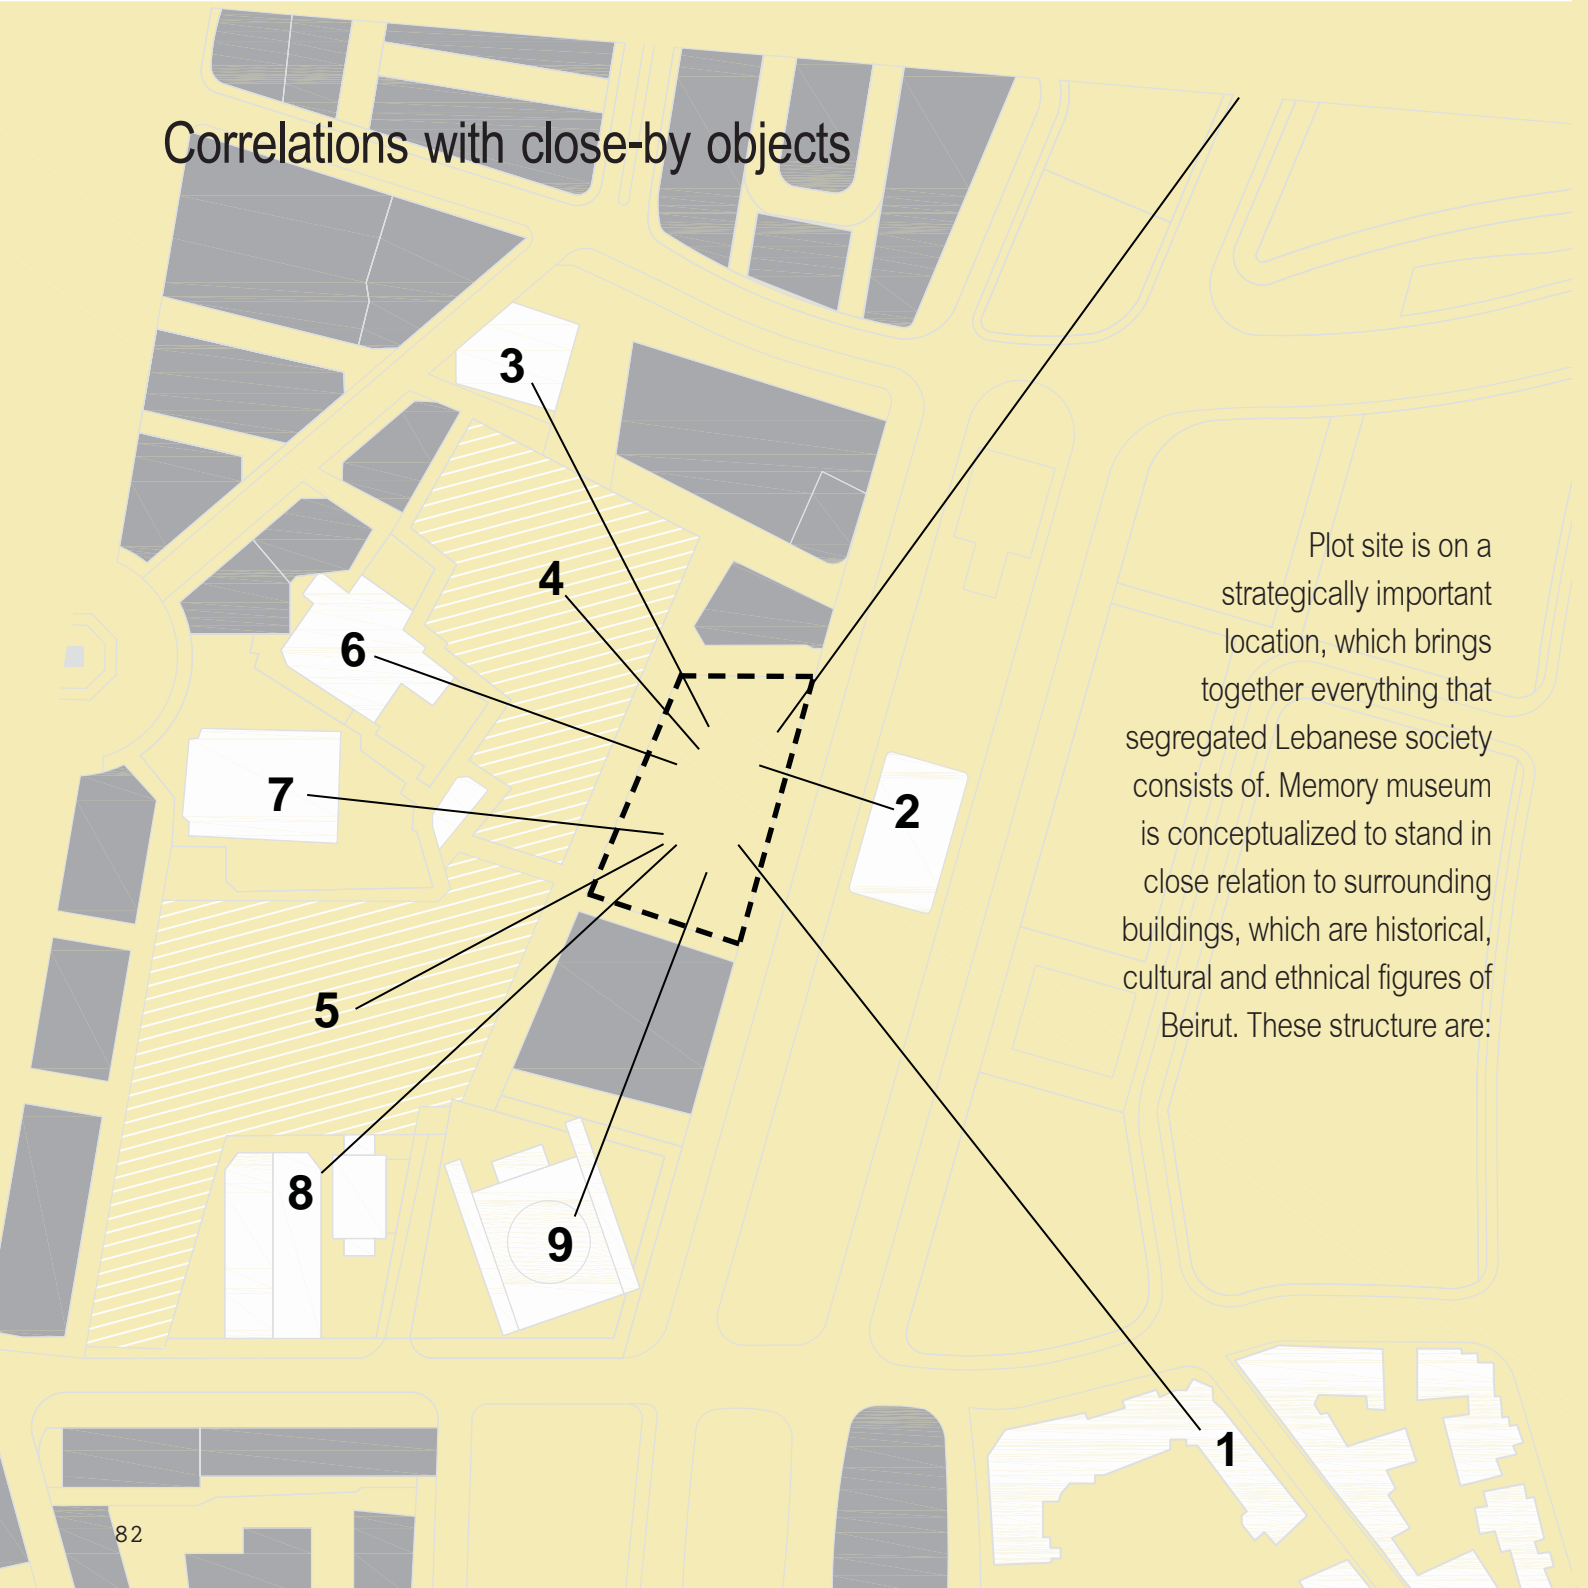 Correlations with close-by objects
3
4
6
7
2
5
8
9
1
Plot site is on a
strategically important
location, which brings
together everything that
segregated Lebanese society
consists of. Memory museum
is conceptualized to stand in
close relation to surrounding
buildings, which are historical,
cultural and ethnical figures of
Beirut. These structure are:
82